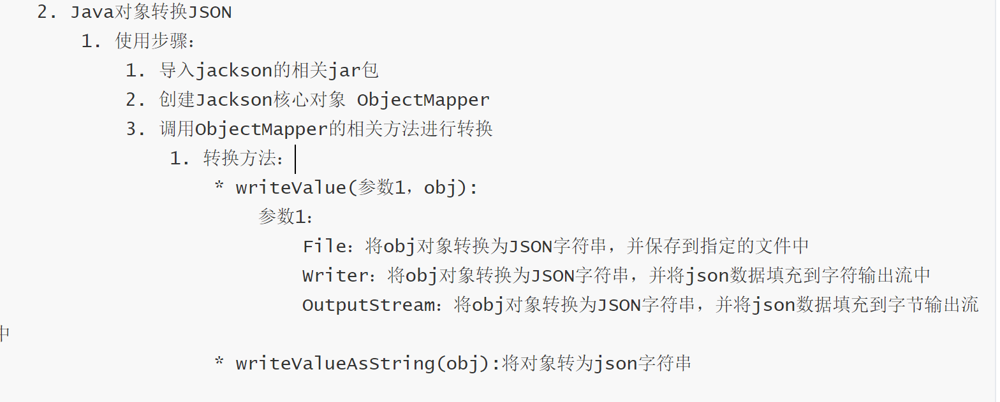 2. Java对象转换JSON
1. 使用步骤：
1. 导入jackson的相关jar包
2. 创建Jackson核心对象 ObjectMapper
3. 调用ObjectMapper的相关方法进行转换
1. 转换方法：
* writeValue(参数1，obj):
参数1：
File：将obj对象转换为JSON字符串，并保存到指定的文件中
Writer：将obj对象转换为JSON字符串，并将json数据填充到字符输出流中
OutputStream：将obj对象转换为JSON字符串，并将json数据填充到字节输出流
中
* writeValueAsString(obj):将对象转为json字符串